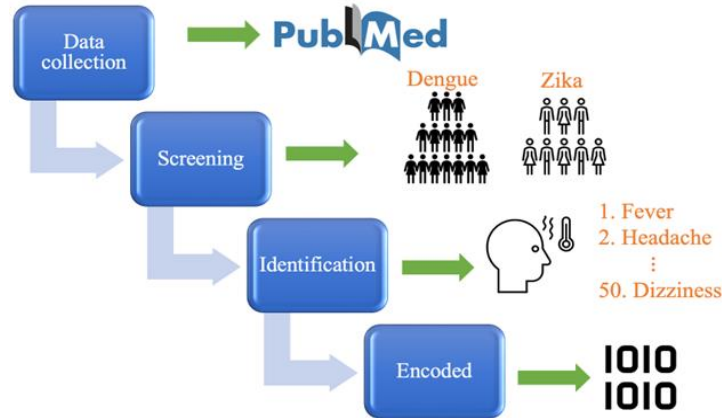 Data
collection
PubMed
Dengue
Zika
Screening
Identification
1. Fever
2. Headache
⋮
50. Dizziness
Encoded
1010
1010